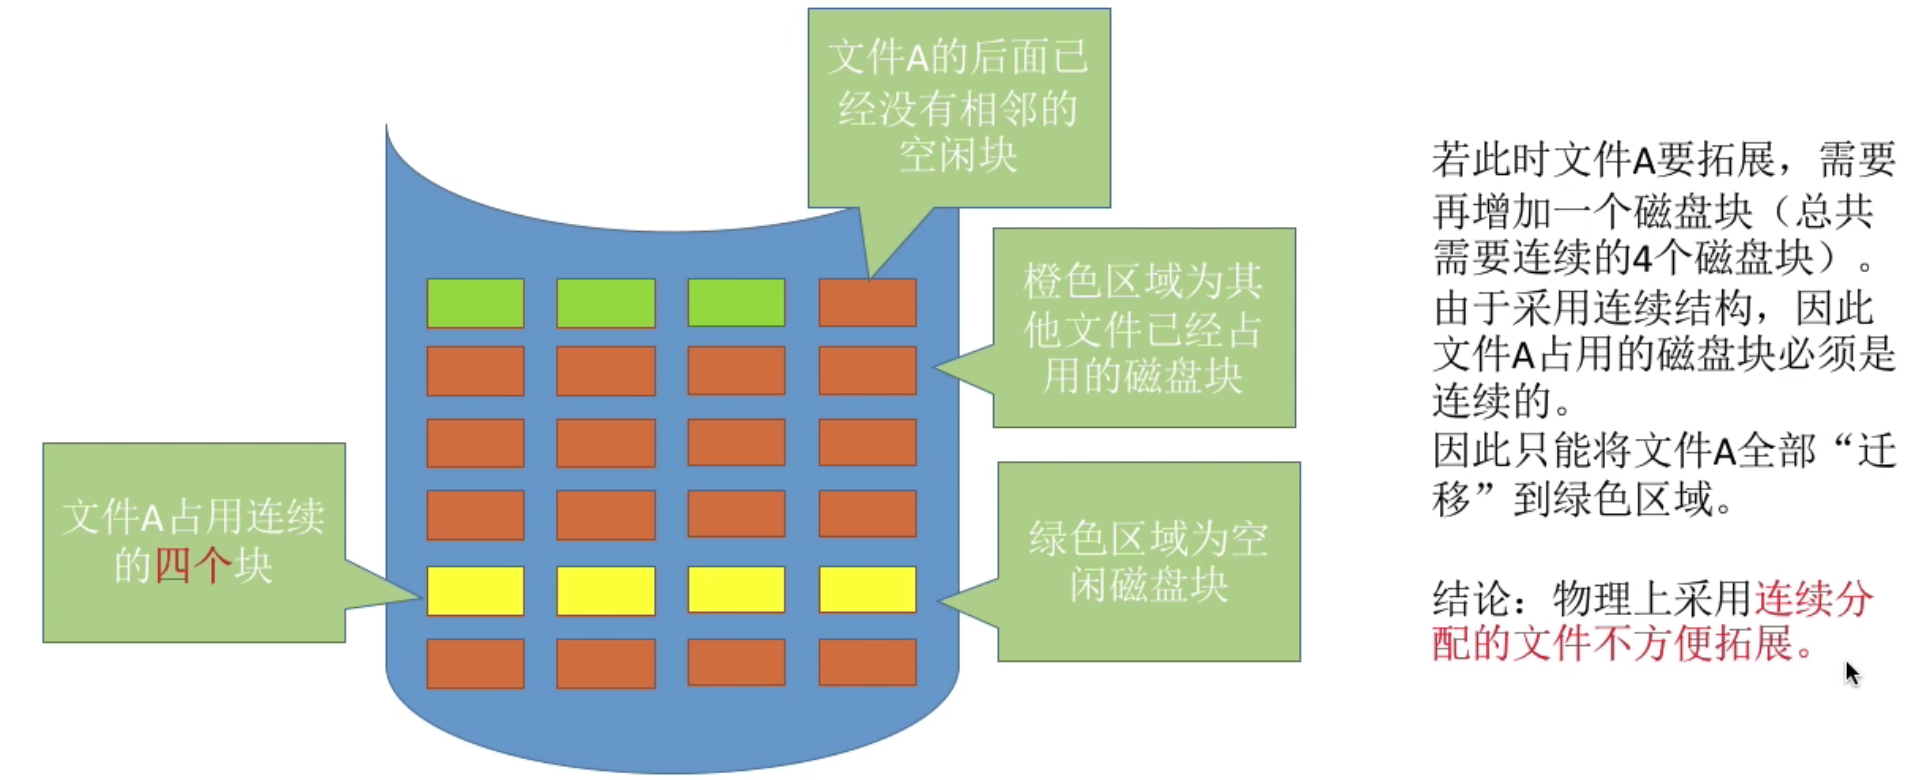 文件A的后面已
经没有相邻的
空闲块
橙色区域为其
他文件已经占
用的磁盘块
文件A占用连续
的四个块
绿色区域为空
闲磁盘块
若此时文件A要拓展，需要
再增加一个磁盘块（总共
需要连续的4个磁盘块）。
由于采用连续结构，因此
文件A占用的磁盘块必须是
连续的。
因此只能将文件A全部“迁
移”到绿色区域。
结论：物理上采用连续分
配的文件不方便拓展。